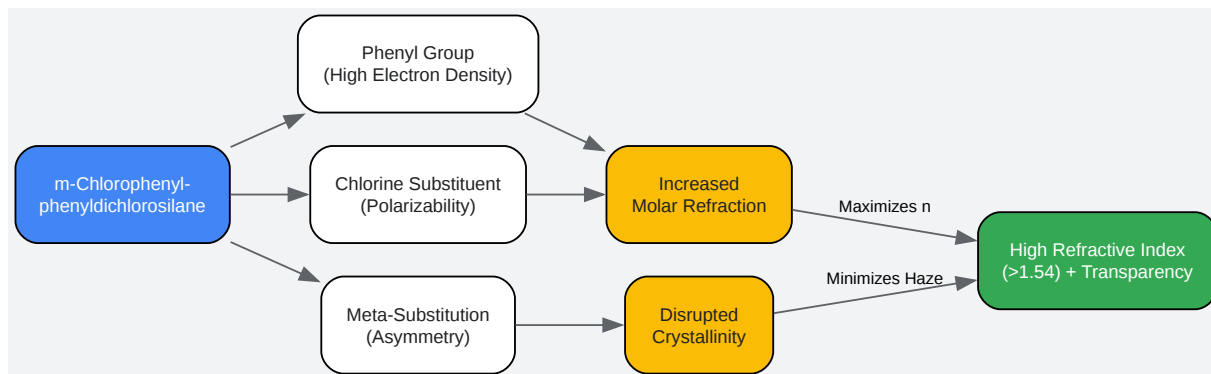 Phenyl Group
(High Electron Density)
m-Chlorophenyl-
phenyldichlorosilane
Chlorine Substituent
(Polarizability)
Increased
Molar Refraction
Maximizes n
High Refractive Index
(>1.54) + Transparency
Minimizes Haze
Meta-Substitution
(Asymmetry)
Disrupted
Crystallinity